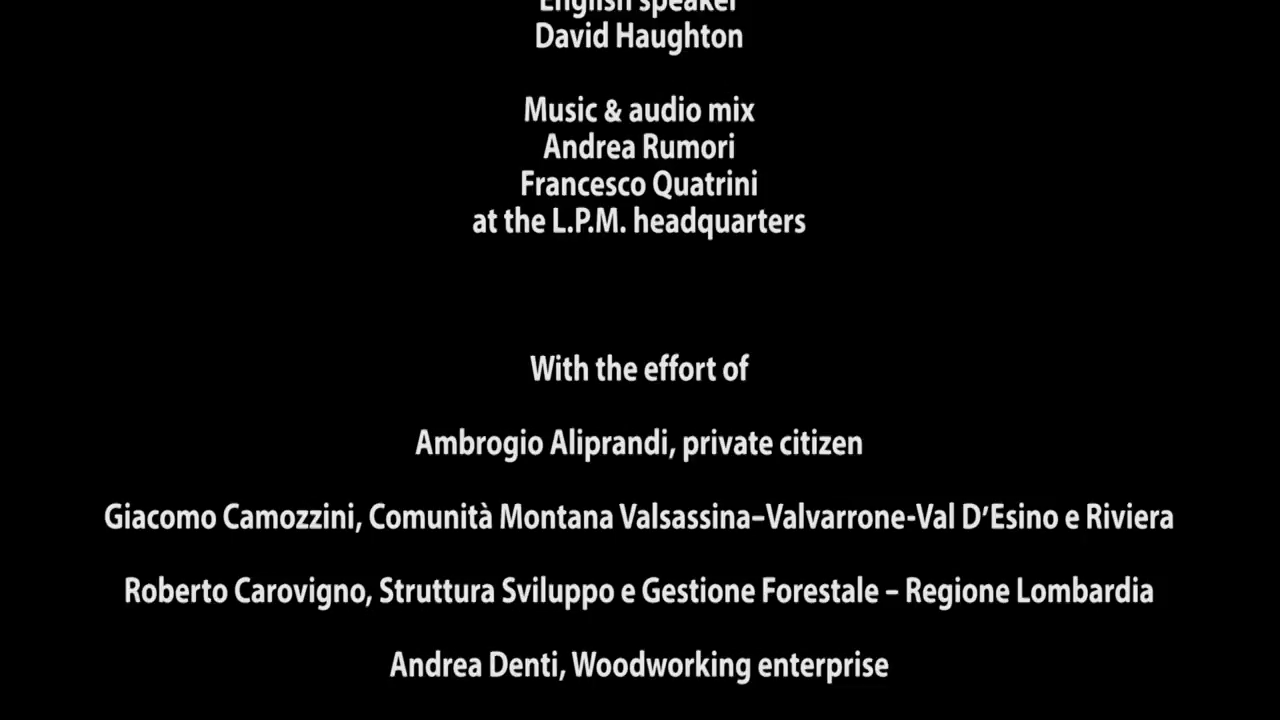 English speaker
David Haughton
Music & audio mix
Andrea Rumori
Francesco Quatrini
at the L.P.M. headquarters
With the effort of
Ambrogio Aliprandi, private citizen
Giacomo Camozzini, Comunità Montana Valsassina–Valvarrone-Val D’Esino e Riviera
Roberto Carovigno, Struttura Sviluppo e Gestione Forestale – Regione Lombardia
Andrea Denti, Woodworking enterprise